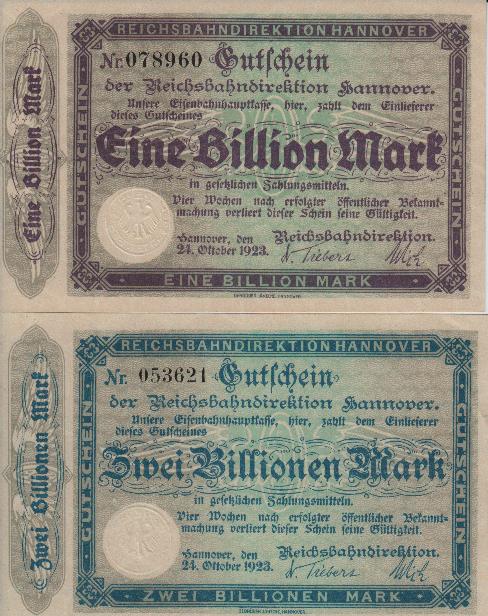 REICHSBAHNDIREKTION HANNOVER
Eine Billion Mark
GUTSCHEIN
Nr. 078960 Gutschein
der Reichsbahndirektion Hannover.
Unsere Eisenbahnhauptkasse, hier, zahlt dem Einlieferer
dieses Gutscheines
Eine Billion Mark
in gesetzlichen Zahlungsmitteln.
Vier Wochen nach erfolgter öffentlicher Bekannt-
machung verliert dieser Schein seine Gültigkeit.
Hannover, den Reichsbahndirektion.
24. Oktober 1923.
GUTSCHEIN
EINE BILLION MARK
REICHSBAHNDIREKTION HANNOVER
Zwei Billionen Mark
GUTSCHEIN
Nr. 053621 Gutschein
der Reichsbahndirektion Hannover.
Unsere Eisenbahnhauptkasse, hier, zahlt dem Einlieferer
dieses Gutscheines
Zwei Billionen Mark
in gesetzlichen Zahlungsmitteln.
Vier Wochen nach erfolgter öffentlicher Bekannt-
machung verliert dieser Schein seine Gültigkeit.
Hannover, den Reichsbahndirektion.
24. Oktober 1923.
GUTSCHEIN
ZWEI BILLIONEN MARK